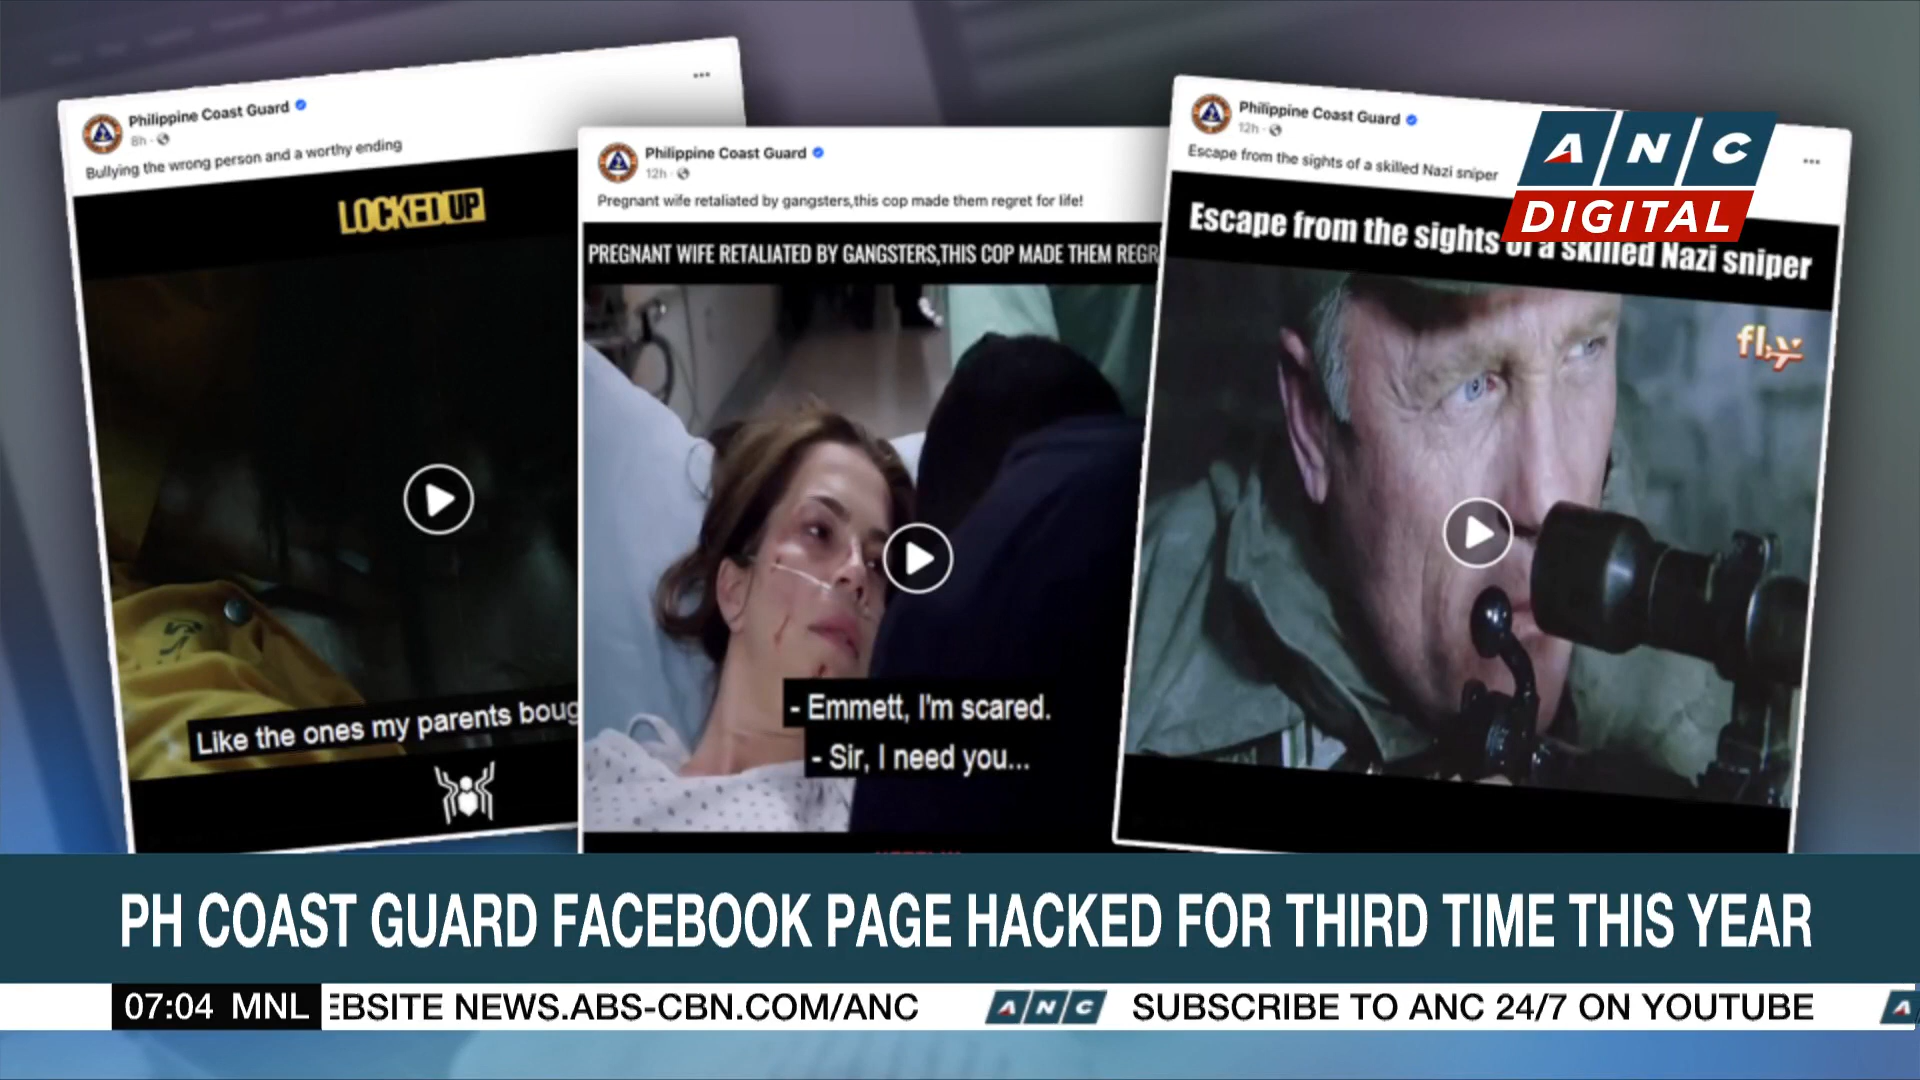 Philippine Coast Guard
8h
Bullying the wrong person and a worthy ending
LOCKEDUP
Like the ones my parents boug
Philippine Coast Guard
12h
Pregnant wife retaliated by gangsters,this cop made them regret for life!
PREGNANT WIFE RETALIATED BY GANGSTERS,THIS COP MADE THEM REGR
- Emmett, I'm scared.
- Sir, I need you...
Philippine Coast Guard
12h
Escape from the sights of a skilled Nazi sniper
Escape from the sights of a skilled Nazi sniper
fly
ANC
DIGITAL
PH COAST GUARD FACEBOOK PAGE HACKED FOR THIRD TIME THIS YEAR
07:04 MNL EBSITE NEWS.ABS-CBN.COM/ANC ANC SUBSCRIBE TO ANC 24/7 ON YOUTUBE A